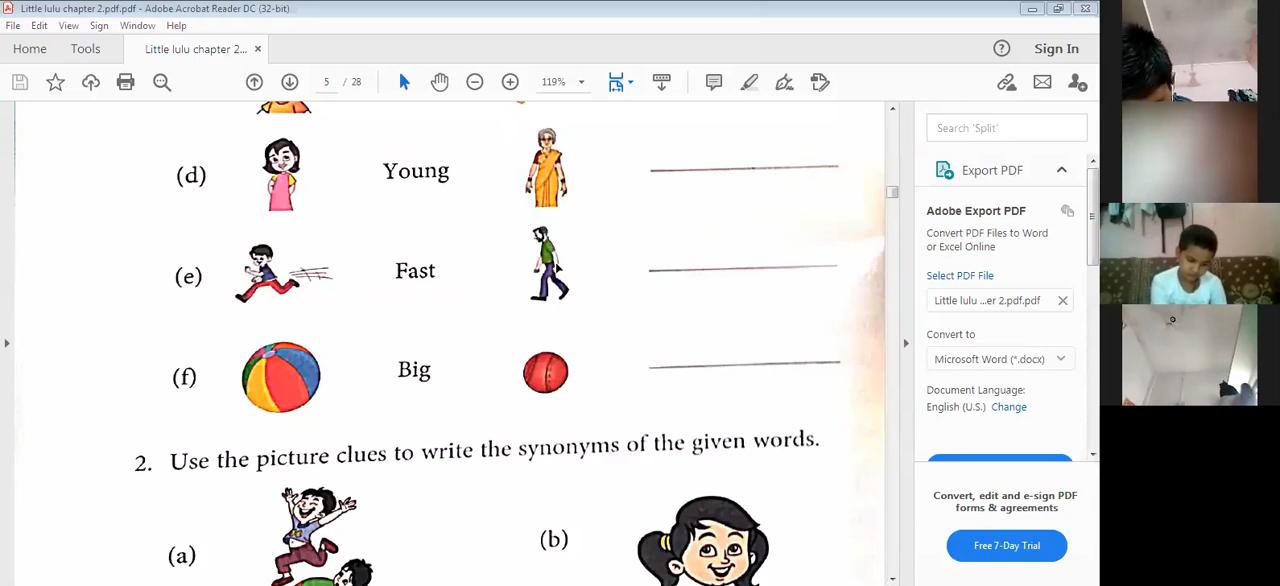 Little lulu chapter 2.pdf.pdf - Adobe Acrobat Reader DC (32-bit)
File Edit View Sign Window Help
Home Tools Little lulu chapter 2... × Sign In
5 / 28 119%
(d) Young
(e) Fast
(f) Big
2. Use the picture clues to write the synonyms of the given words.
(a) (b)
Search 'Split'
Export PDF
Adobe Export PDF
Convert PDF Files to Word
or Excel Online
Select PDF File
Little lulu ...er 2.pdf.pdf ×
Convert to
Microsoft Word (*.docx)
Document Language:
English (U.S.) Change
Convert, edit and e-sign PDF
forms & agreements
Free 7-Day Trial